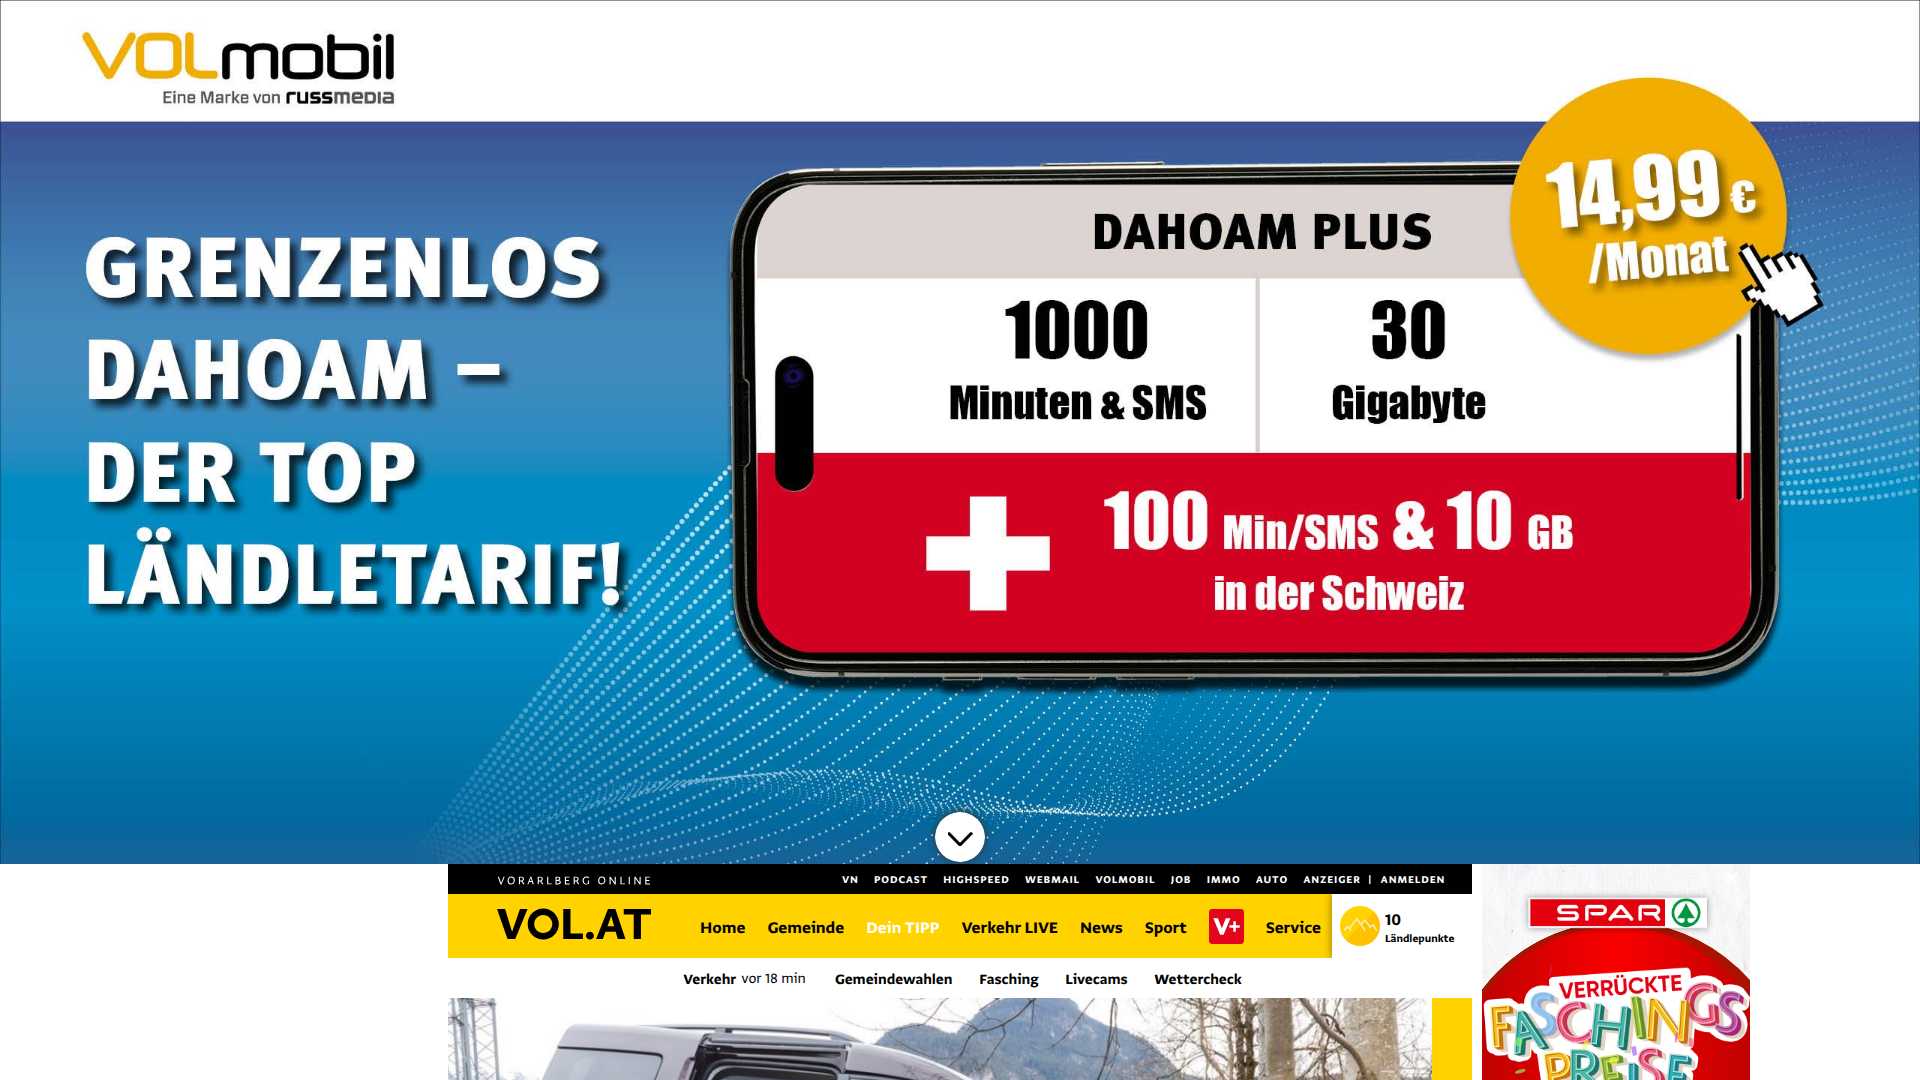 VOLmobil
Eine Marke von russmedia
GRENZENLOS
DAHOAM –
DER TOP
LÄNDLETARIF!
DAHOAM PLUS
14,99 €
/Monat
1000
Minuten & SMS
30
Gigabyte
100 Min/SMS & 10 GB
in der Schweiz
VORARLBERG ONLINE
VN PODCAST HIGHSPEED WEBMAIL VOLMOBIL JOB IMMO AUTO ANZEIGER | ANMELDEN
VOL.AT
Home Gemeinde Dein TIPP Verkehr LIVE News Sport V+ Service
10
Ländlepunkte
Verkehr vor 18 min Gemeindewahlen Fasching Livecams Wettercheck
SPAR
VERRÜCKTE
FASCHINGS
PREISE